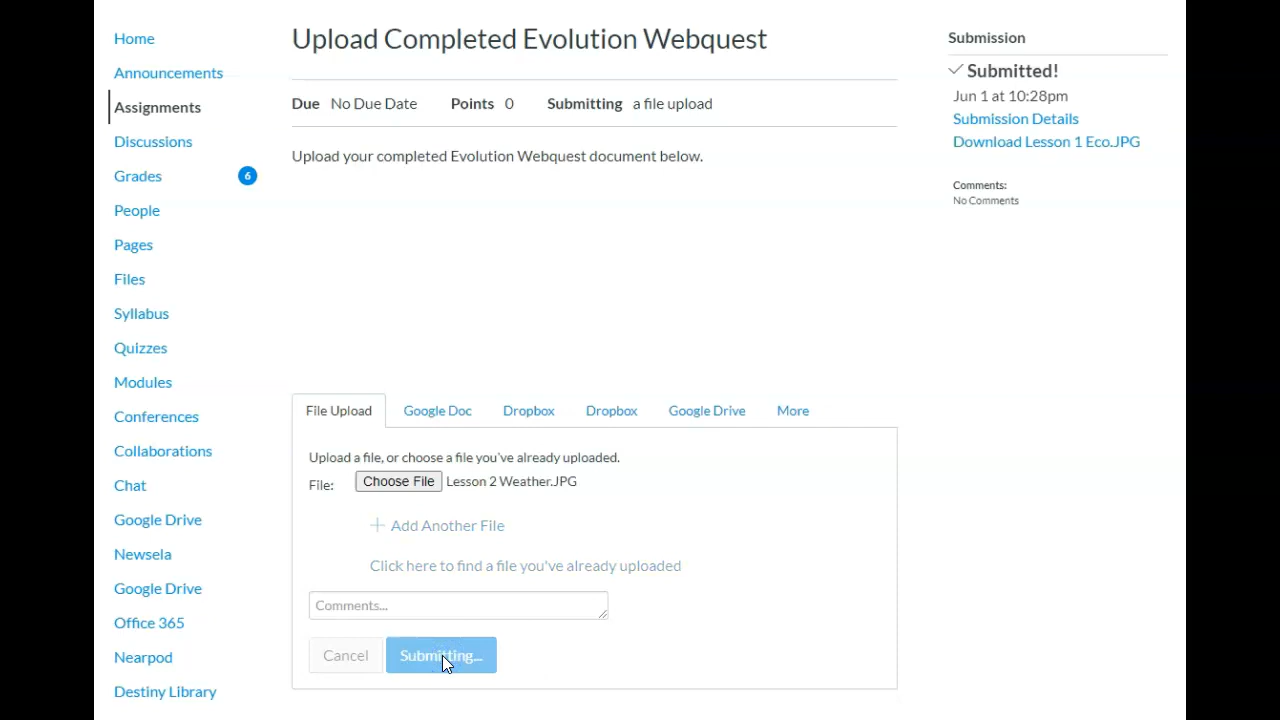 Home
Announcements
Assignments
Discussions
Grades 6
People
Pages
Files
Syllabus
Quizzes
Modules
Conferences
Collaborations
Chat
Google Drive
Newsela
Google Drive
Office 365
Nearpod
Destiny Library
Upload Completed Evolution Webquest
Due No Due Date Points 0 Submitting a file upload
Upload your completed Evolution Webquest document below.
File Upload Google Doc Dropbox Dropbox Google Drive More
Upload a file, or choose a file you've already uploaded.
File: Choose File Lesson 2 Weather.JPG
+ Add Another File
Click here to find a file you've already uploaded
Comments...
Cancel Submitting...
Submission
Submitted!
Jun 1 at 10:28pm
Submission Details
Download Lesson 1 Eco.JPG
Comments:
No Comments